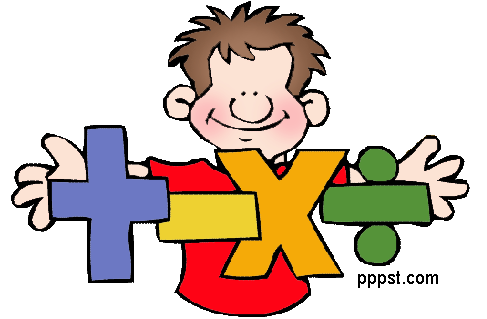 + - X ÷
pppst.com